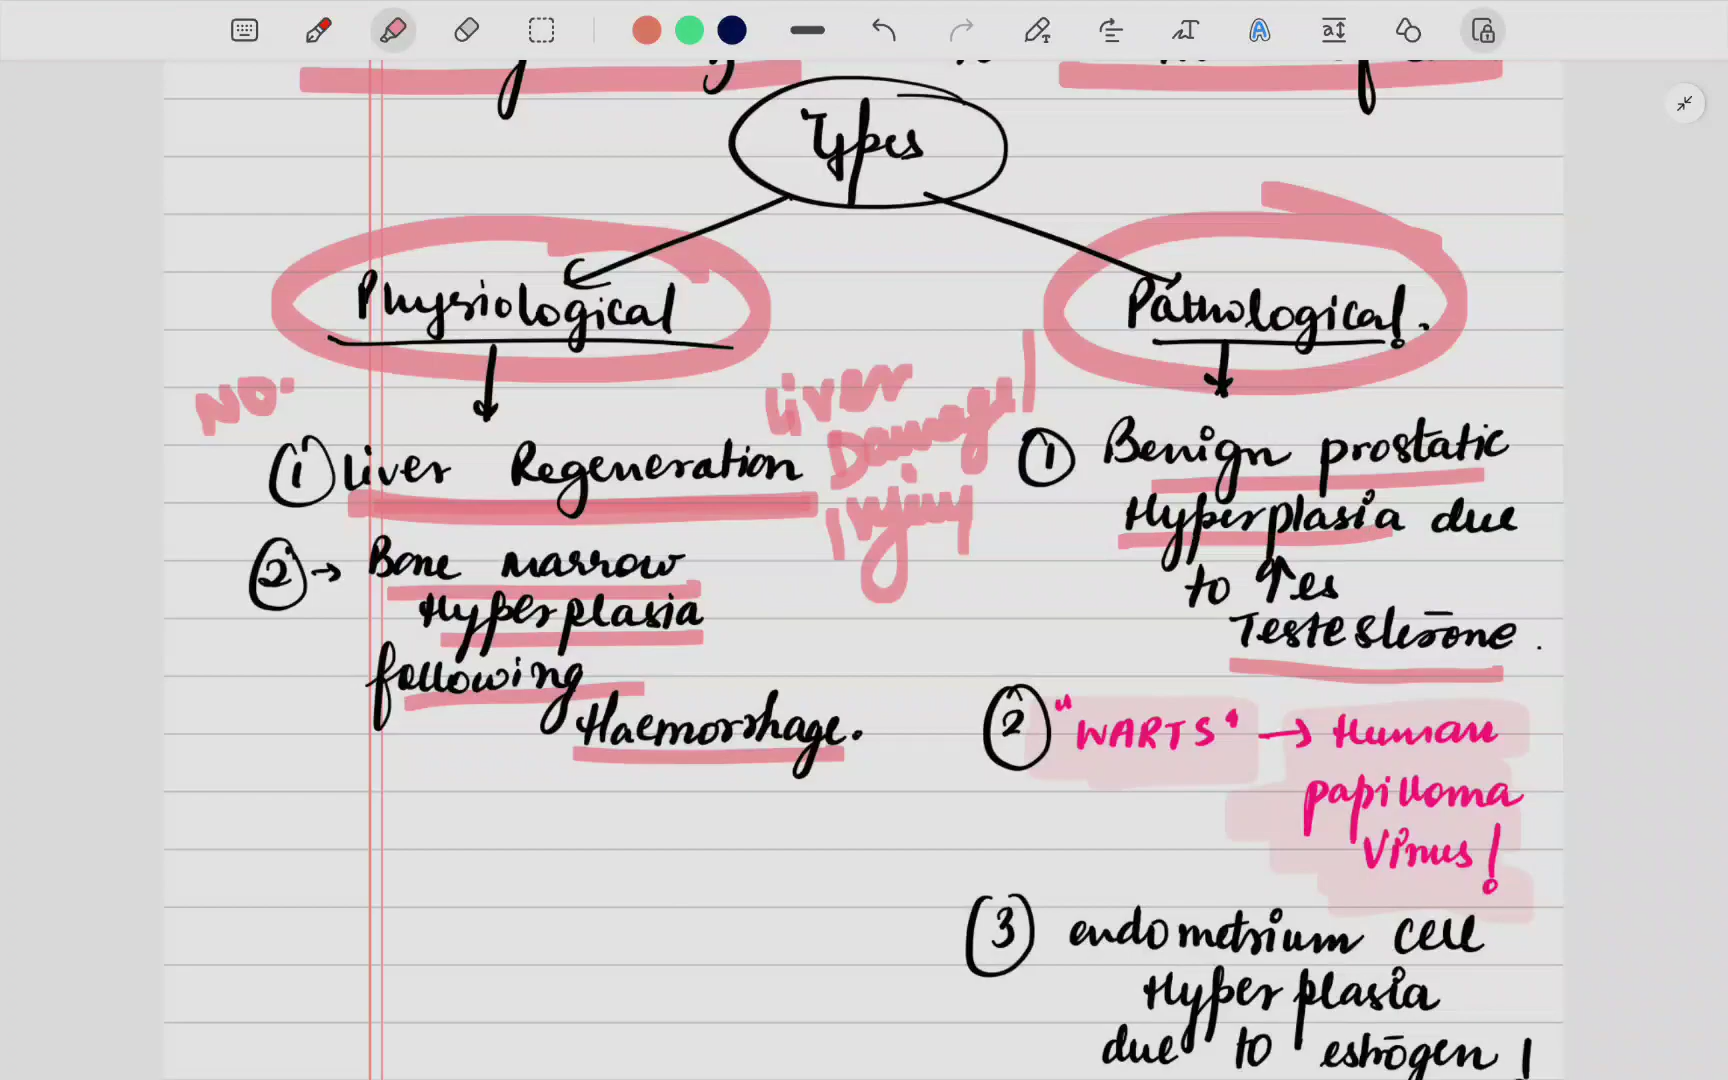 Types
Physiological
Pathological.
NO.
Liver
Damage/
Injury
① Liver Regeneration
② → Bone marrow
Hyperplasia
following
Haemorrhage.
① Benign prostatic
Hyperplasia due
to ↑es
Testesterone.
② "WARTS" → Human
papilloma
Virus!
③ endometrium cell
Hyperplasia
due to estrogen!